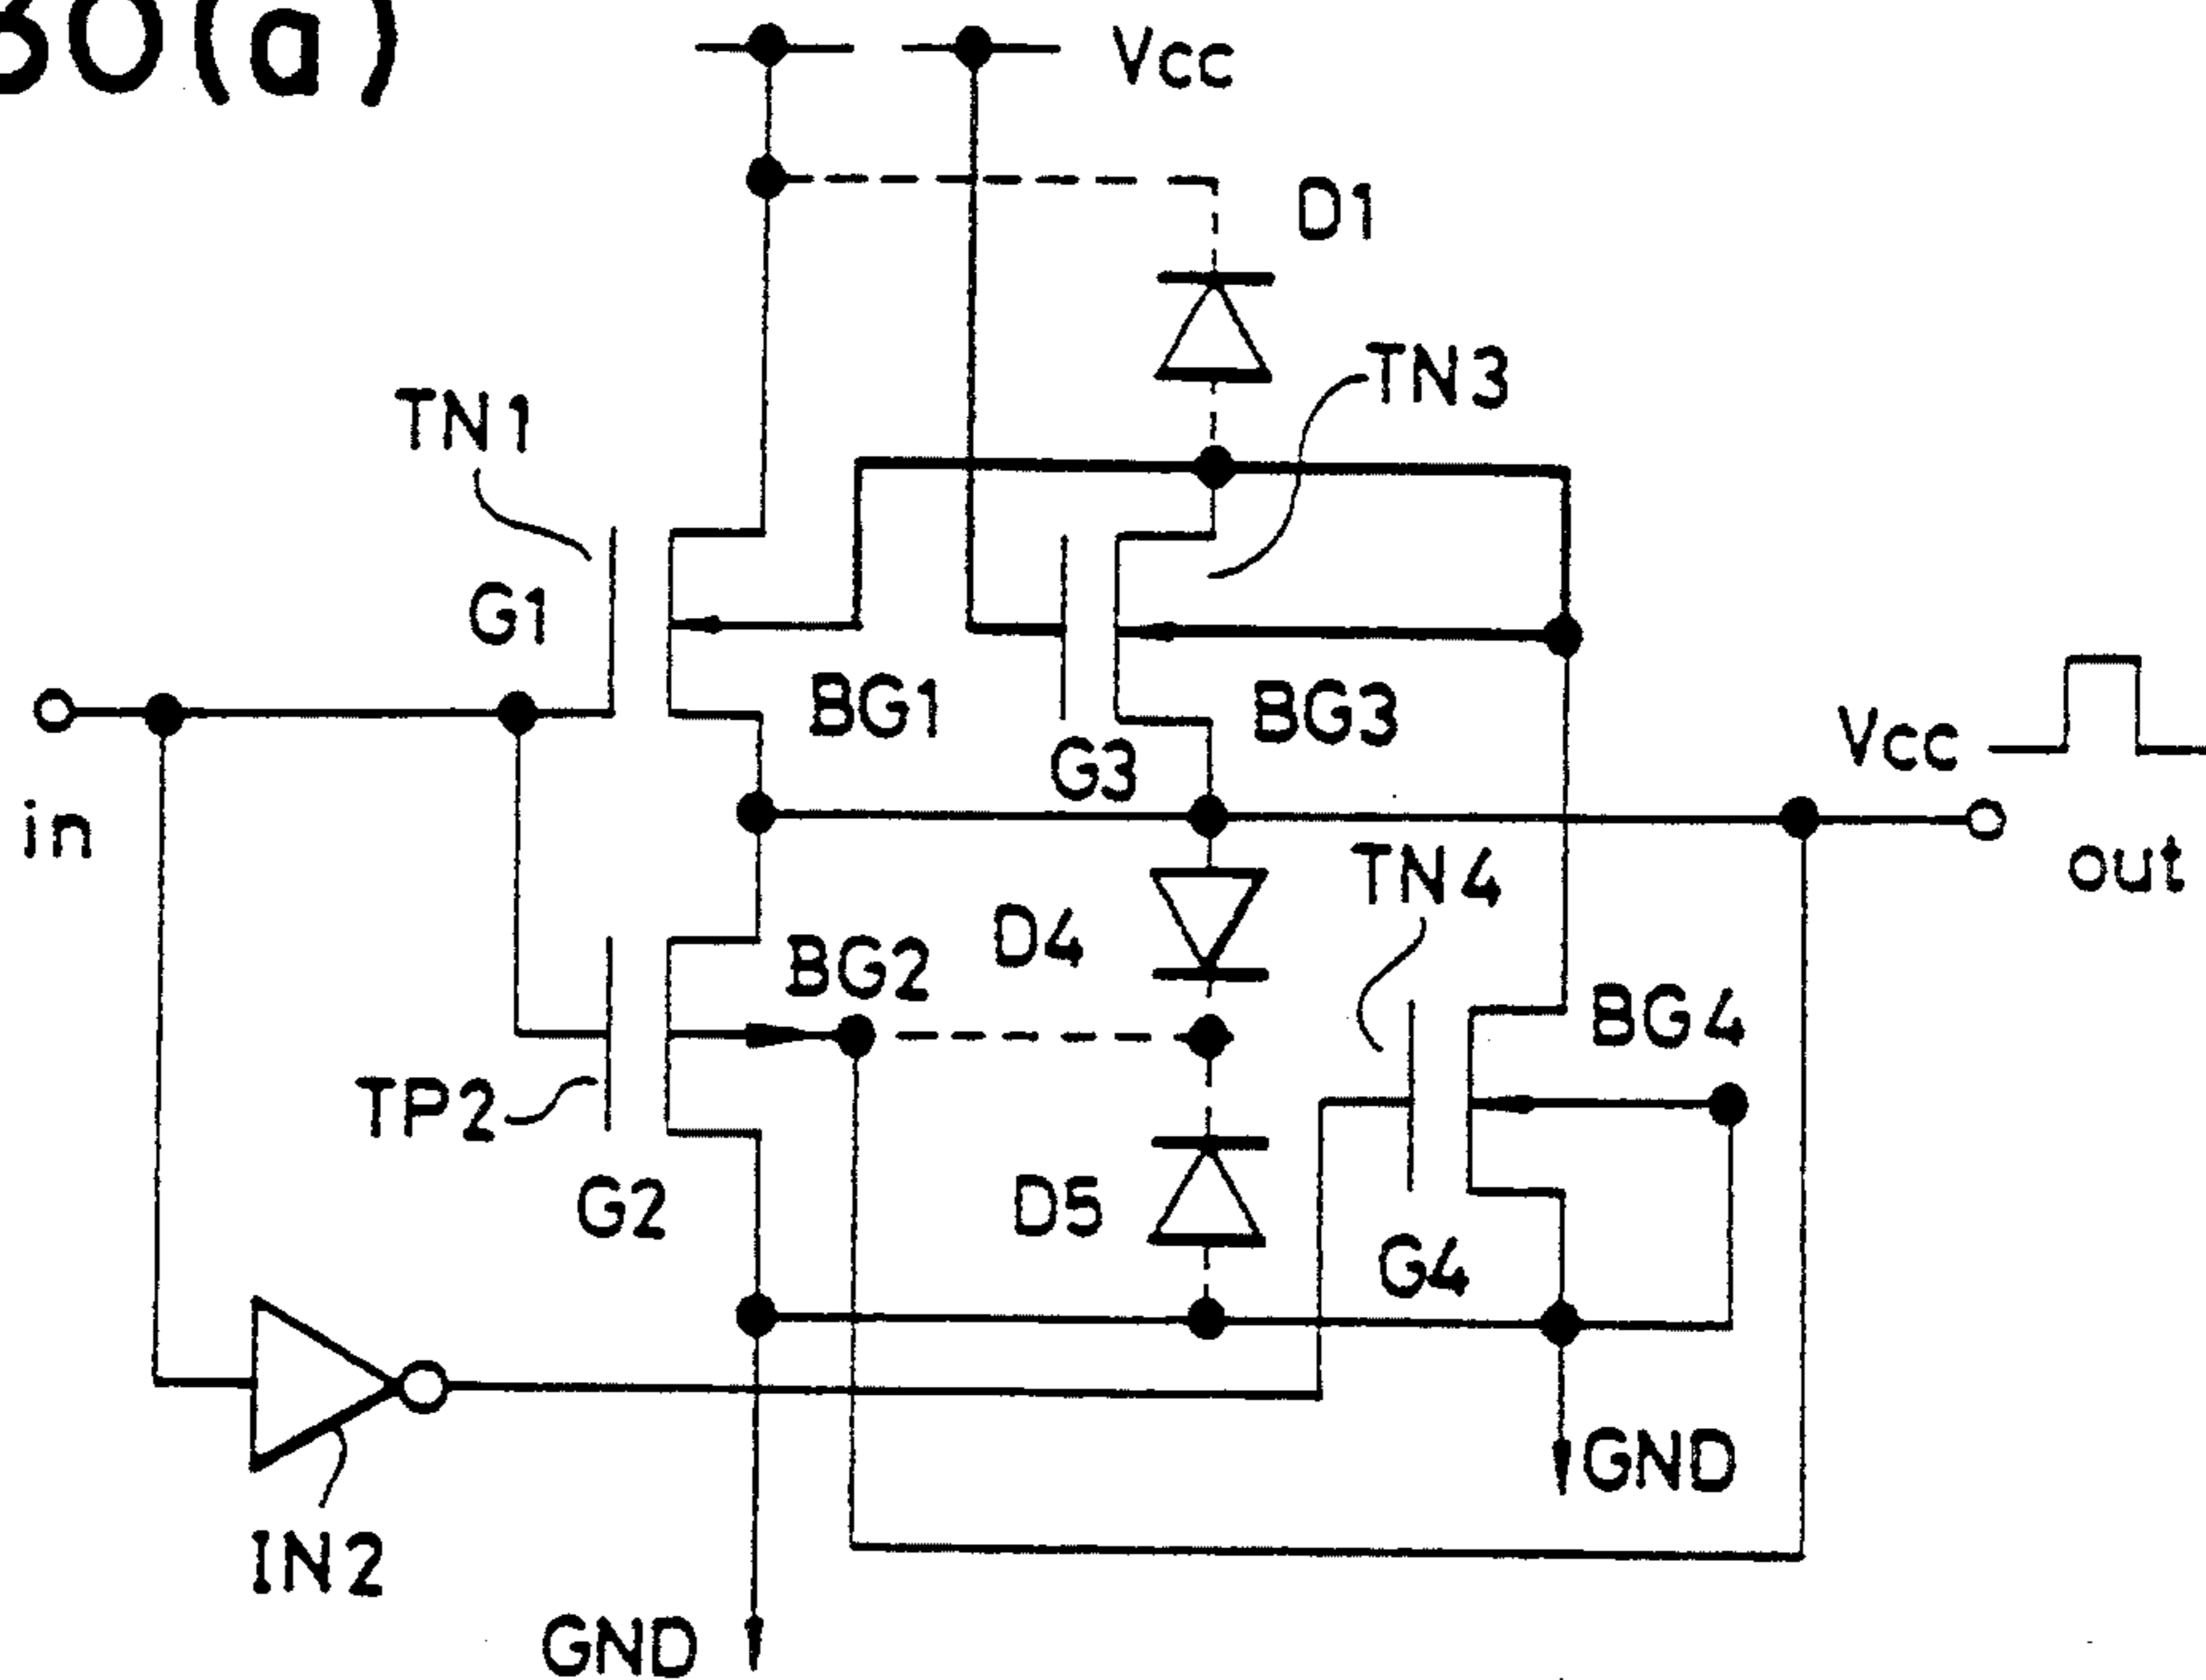 30(a)
Vcc
D1
TN3
TN1
G1
BG1
BG3
G3
Vcc
in
out
TN4
D4
BG2
BG4
TP2
G2
D5
G4
GND
IN2
GND